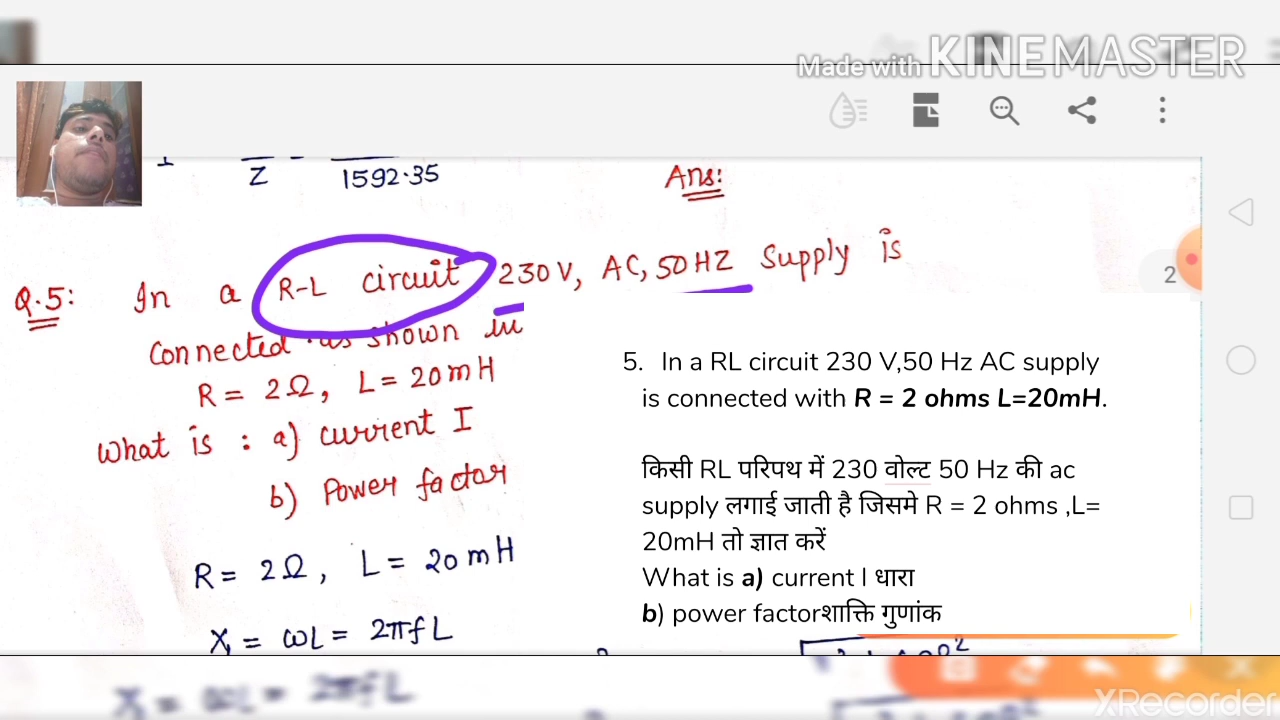 Made with KINEMASTER
I
Z
1592.35
Ans:
Q.5: In a R-L circuit 230 V, AC, 50 HZ Supply is
Connected as shown in
R = 2Ω, L = 20 mH
What is : a) current I
b) Power factor
R = 2Ω, L = 20 mH
= ωL = 2πfL
2
5. In a RL circuit 230 V,50 Hz AC supply
is connected with R = 2 ohms L=20mH.
किसी RL परिपथ में 230 वोल्ट 50 Hz की ac
supply लगाई जाती है जिसमे R = 2 ohms ,L=
20mH तो ज्ञात करें
What is a) current I धारा
b) power factorशाक्ति गुणांक
XRecorder